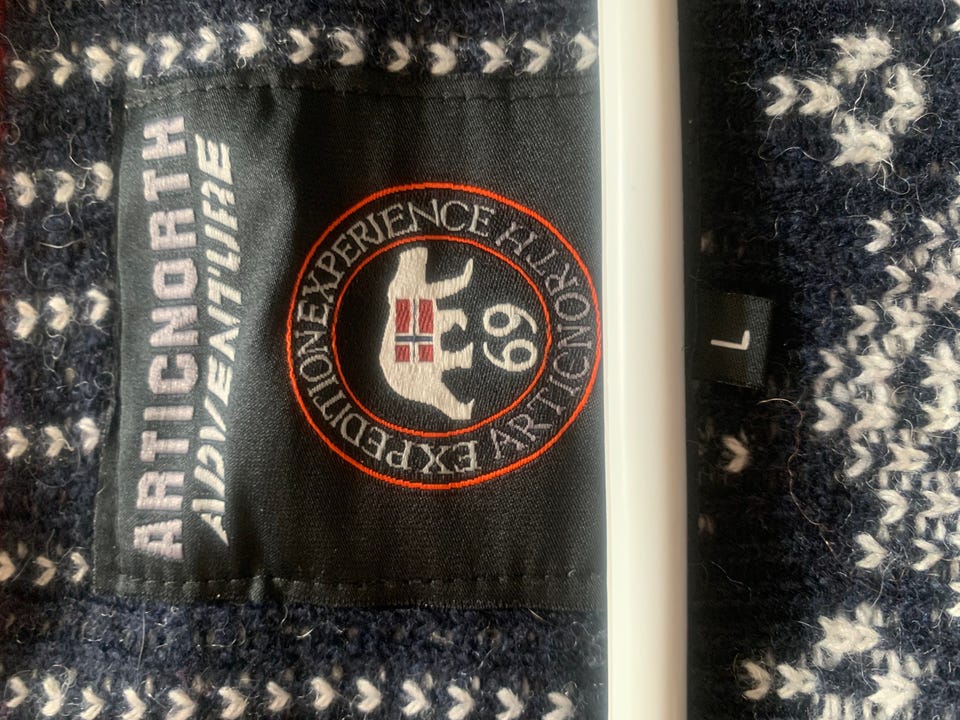 ARTICNORTH
ADVENTURE
EXPEDITION EXPERIENCE
69
ARTICNORTH
L